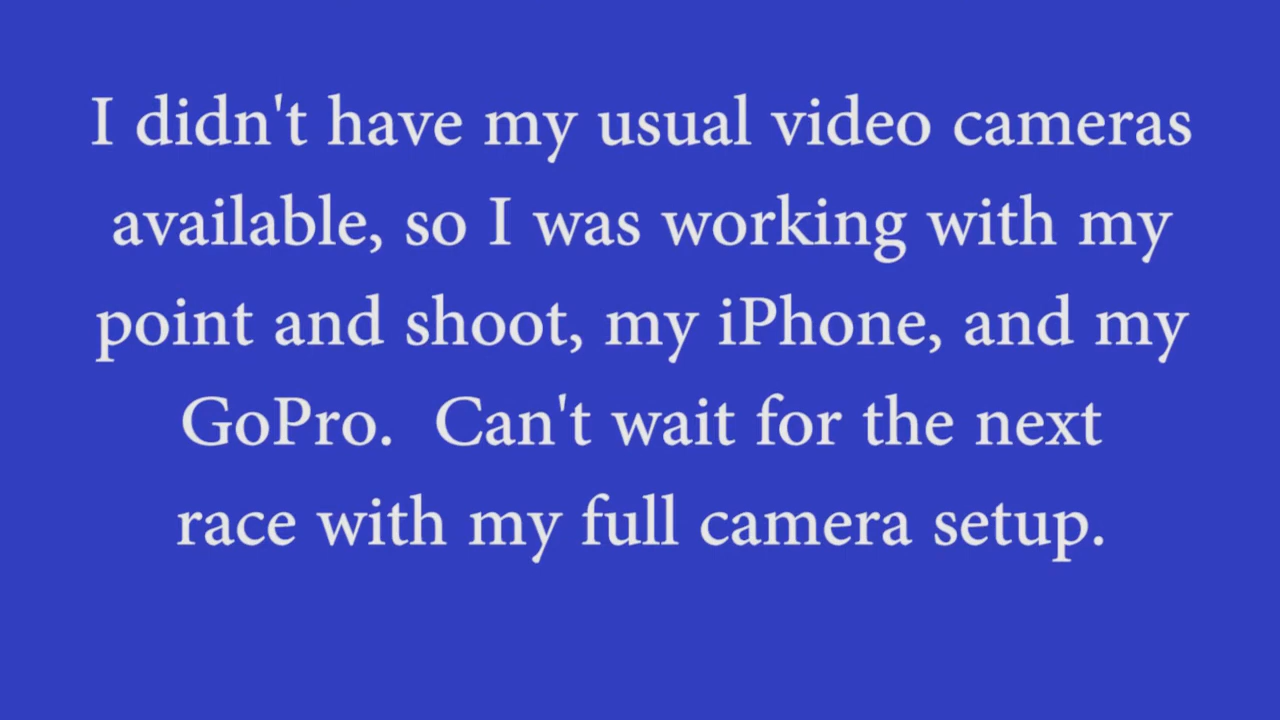 I didn't have my usual video cameras
available, so I was working with my
point and shoot, my iPhone, and my
GoPro.  Can't wait for the next
race with my full camera setup.